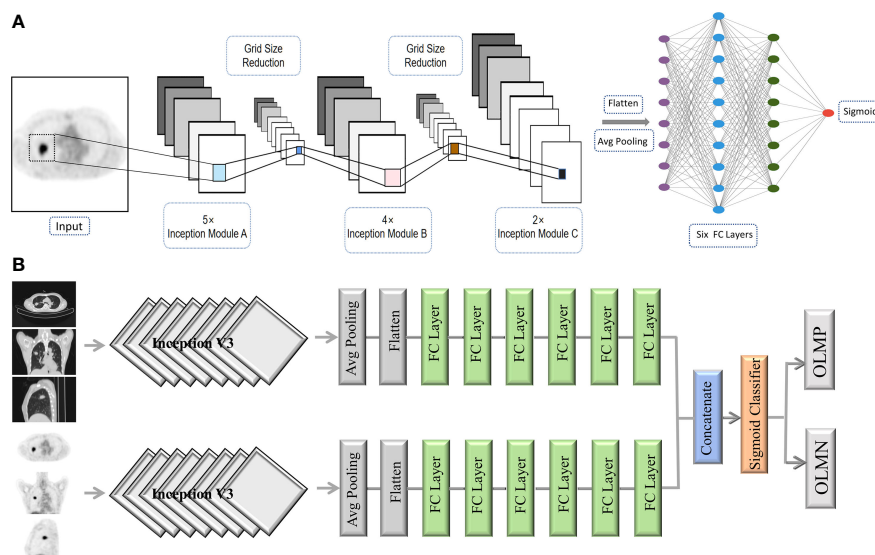 A
Grid Size
Reduction
Grid Size
Reduction
Flatten
Avg Pooling
Sigmoid
Input
5×
Inception Module A
4×
Inception Module B
2×
Inception Module C
Six FC Layers
B
Inception V3
Avg Pooling
Flatten
FC Layer
FC Layer
FC Layer
FC Layer
FC Layer
FC Layer
Concatenate
Sigmoid Classifier
OLMP
OLMN
Inception V3
Avg Pooling
Flatten
FC Layer
FC Layer
FC Layer
FC Layer
FC Layer
FC Layer